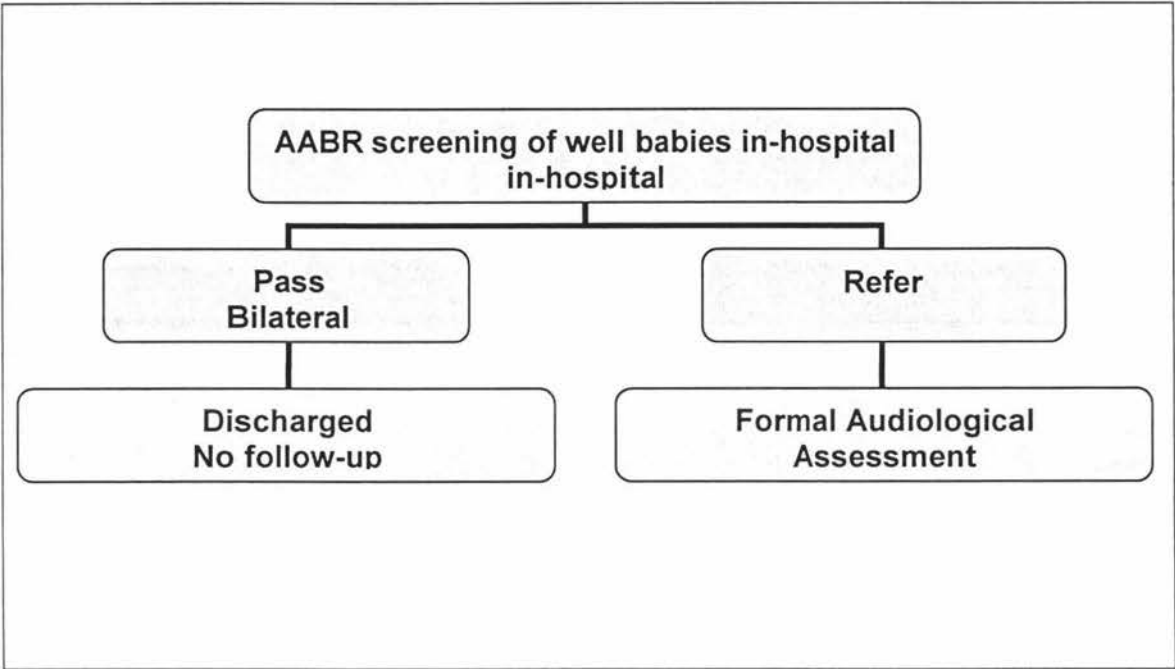 AABR screening of well babies in-hospital
in-hospital
Pass
Bilateral
Refer
Discharged
No follow-up
Formal Audiological
Assessment